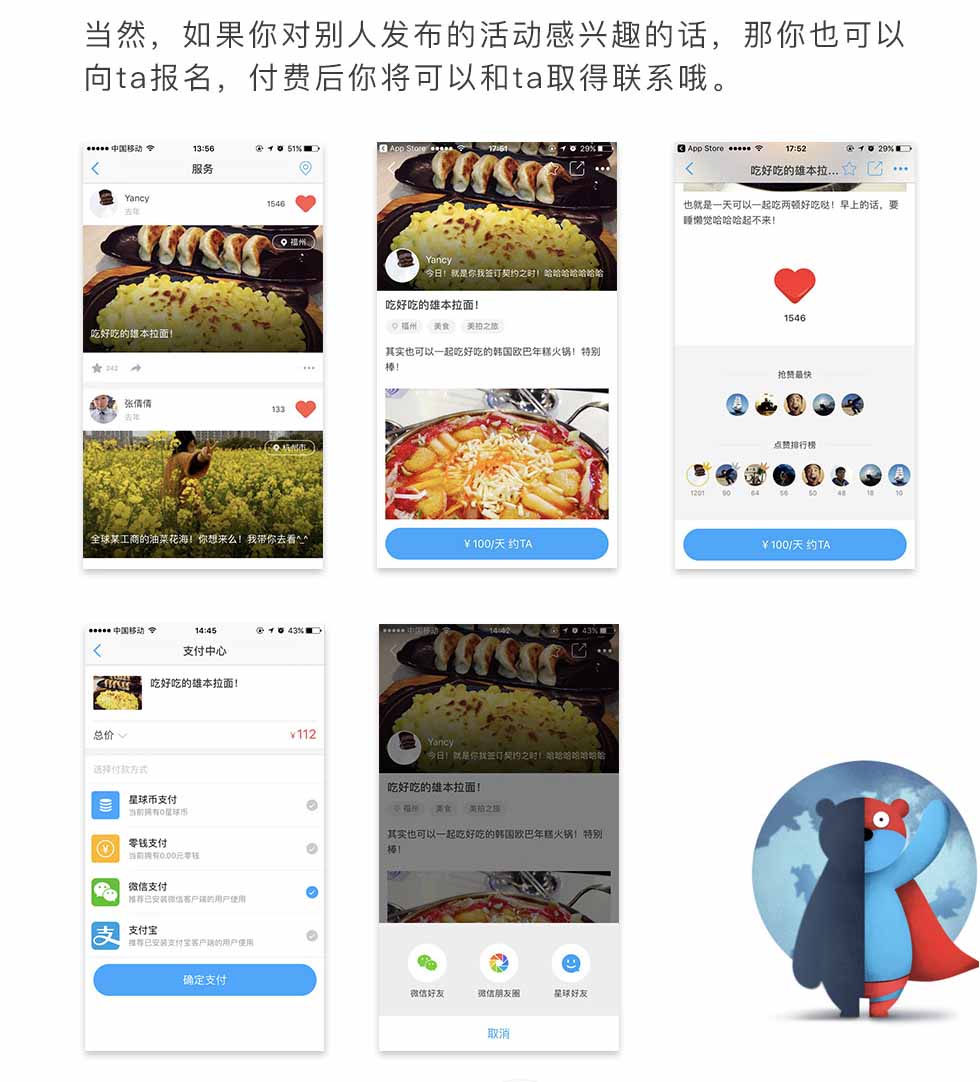 当然，如果你对别人发布的活动感兴趣的话，那你也可以
向ta报名，付费后你将可以和ta取得联系哦。
中国移动 13:56 51%
服务
Yancy
去年
1546
福州
吃好吃的雄本拉面！
242
张倩倩
去年
133
杭州市
全球某工商的油菜花海！你想来么！我带你去看^_^
App Store 17:51 29%
Yancy
今日！就是你我签订契约之时！哈哈哈哈哈哈哈
吃好吃的雄本拉面！
福州 美食 美拍之旅
其实也可以一起吃好吃的韩国欧巴年糕火锅！特别
棒！
¥ 100/天 约TA
App Store 17:52 29%
吃好吃的雄本拉...
也就是一天可以一起吃两顿好吃哒！早上的话，要
睡懒觉哈哈哈起不来！
1546
抢赞最快
点赞排行榜
1201 90 64 56 50 48 18 10
¥ 100/天 约TA
中国移动 14:45 43%
支付中心
吃好吃的雄本拉面！
总价 ¥112
选择付款方式
星球币支付
当前拥有0星球币
零钱支付
当前拥有0.00元零钱
微信支付
推荐已安装微信客户端的用户使用
支付宝
推荐已安装支付宝客户端的用户使用
确定支付
中国移动 14:42 43%
Yancy
今日！就是你我签订契约之时！哈哈哈哈哈哈哈
吃好吃的雄本拉面！
福州 美食 美拍之旅
其实也可以一起吃好吃的韩国欧巴年糕火锅！特别
棒！
微信好友 微信朋友圈 星球好友
取消